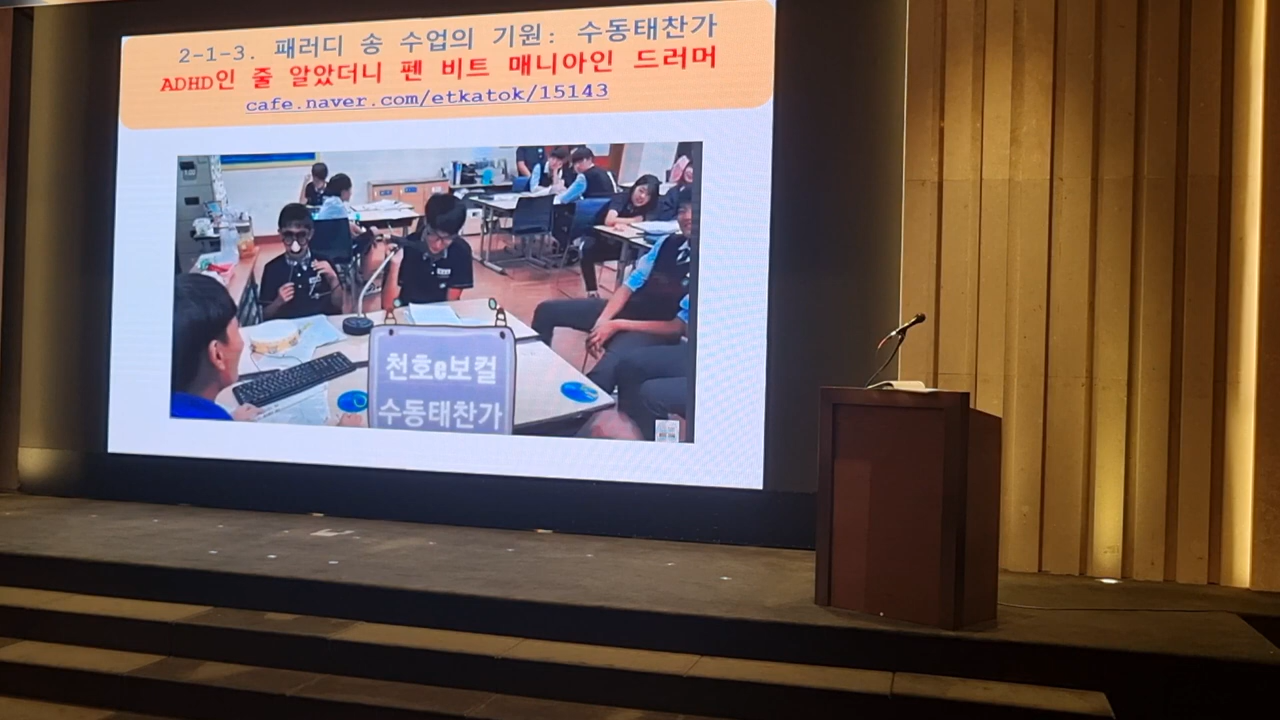 2-1-3. 패러디 송 수업의 기원: 수동태찬가
ADHD인 줄 알았더니 펜 비트 매니아인 드러머
cafe.naver.com/etkatok/15143
천호e보컬
수동태찬가